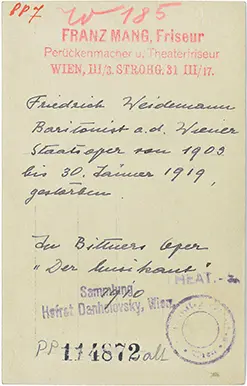 PP7
W 185
FRANZ MANG, Friseur
Perückenmacher u. Theaterfriseur
WIEN, III/3. STROHG. 31 III/17.
Friedrich Weidemann
Baritonist a.d. Wiener
Staatsoper von 1903
bis 30. Jänner 1919,
gestorben.
In Bittners Oper
"Der Musikant"
THEAT.-
Sammlung
Hofrat Danhelovsky, Wien
PP 114872 alt